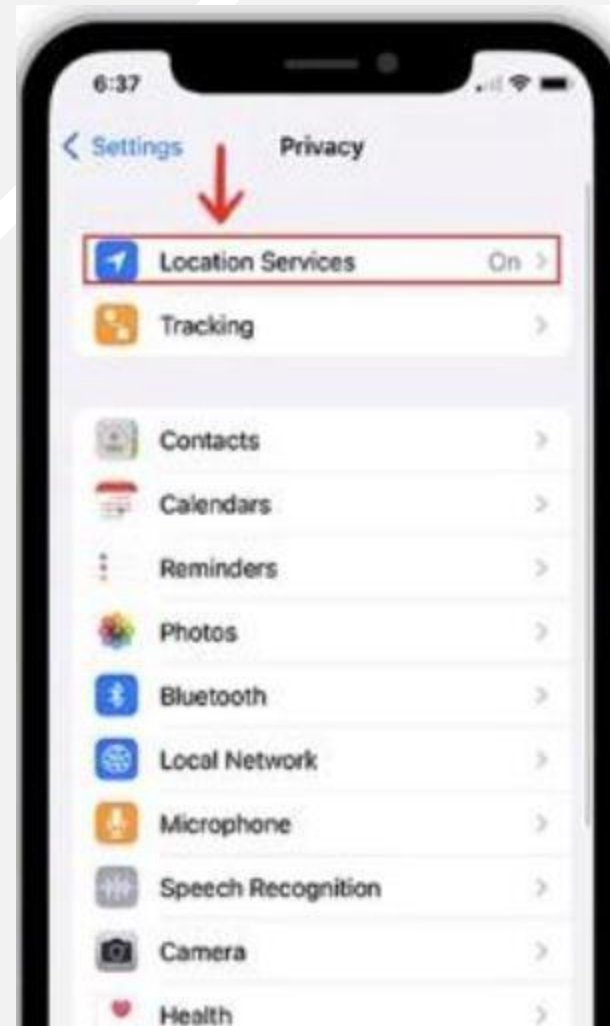 6:37
Settings
Privacy
Location Services On
Tracking
Contacts
Calendars
Reminders
Photos
Bluetooth
Local Network
Microphone
Speech Recognition
Camera
Health